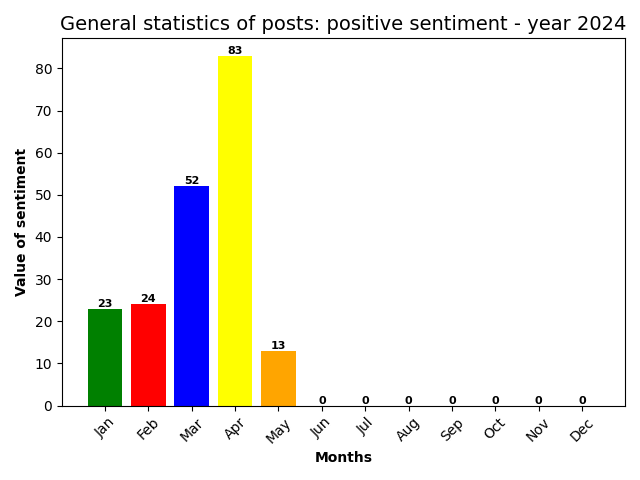 General statistics of posts: positive sentiment - year 2024
Value of sentiment
80
70
60
50
40
30
20
10
0
23
24
52
83
13
0
0
0
0
0
0
0
Jan
Feb
Mar
Apr
May
Jun
Jul
Aug
Sep
Oct
Nov
Dec
Months